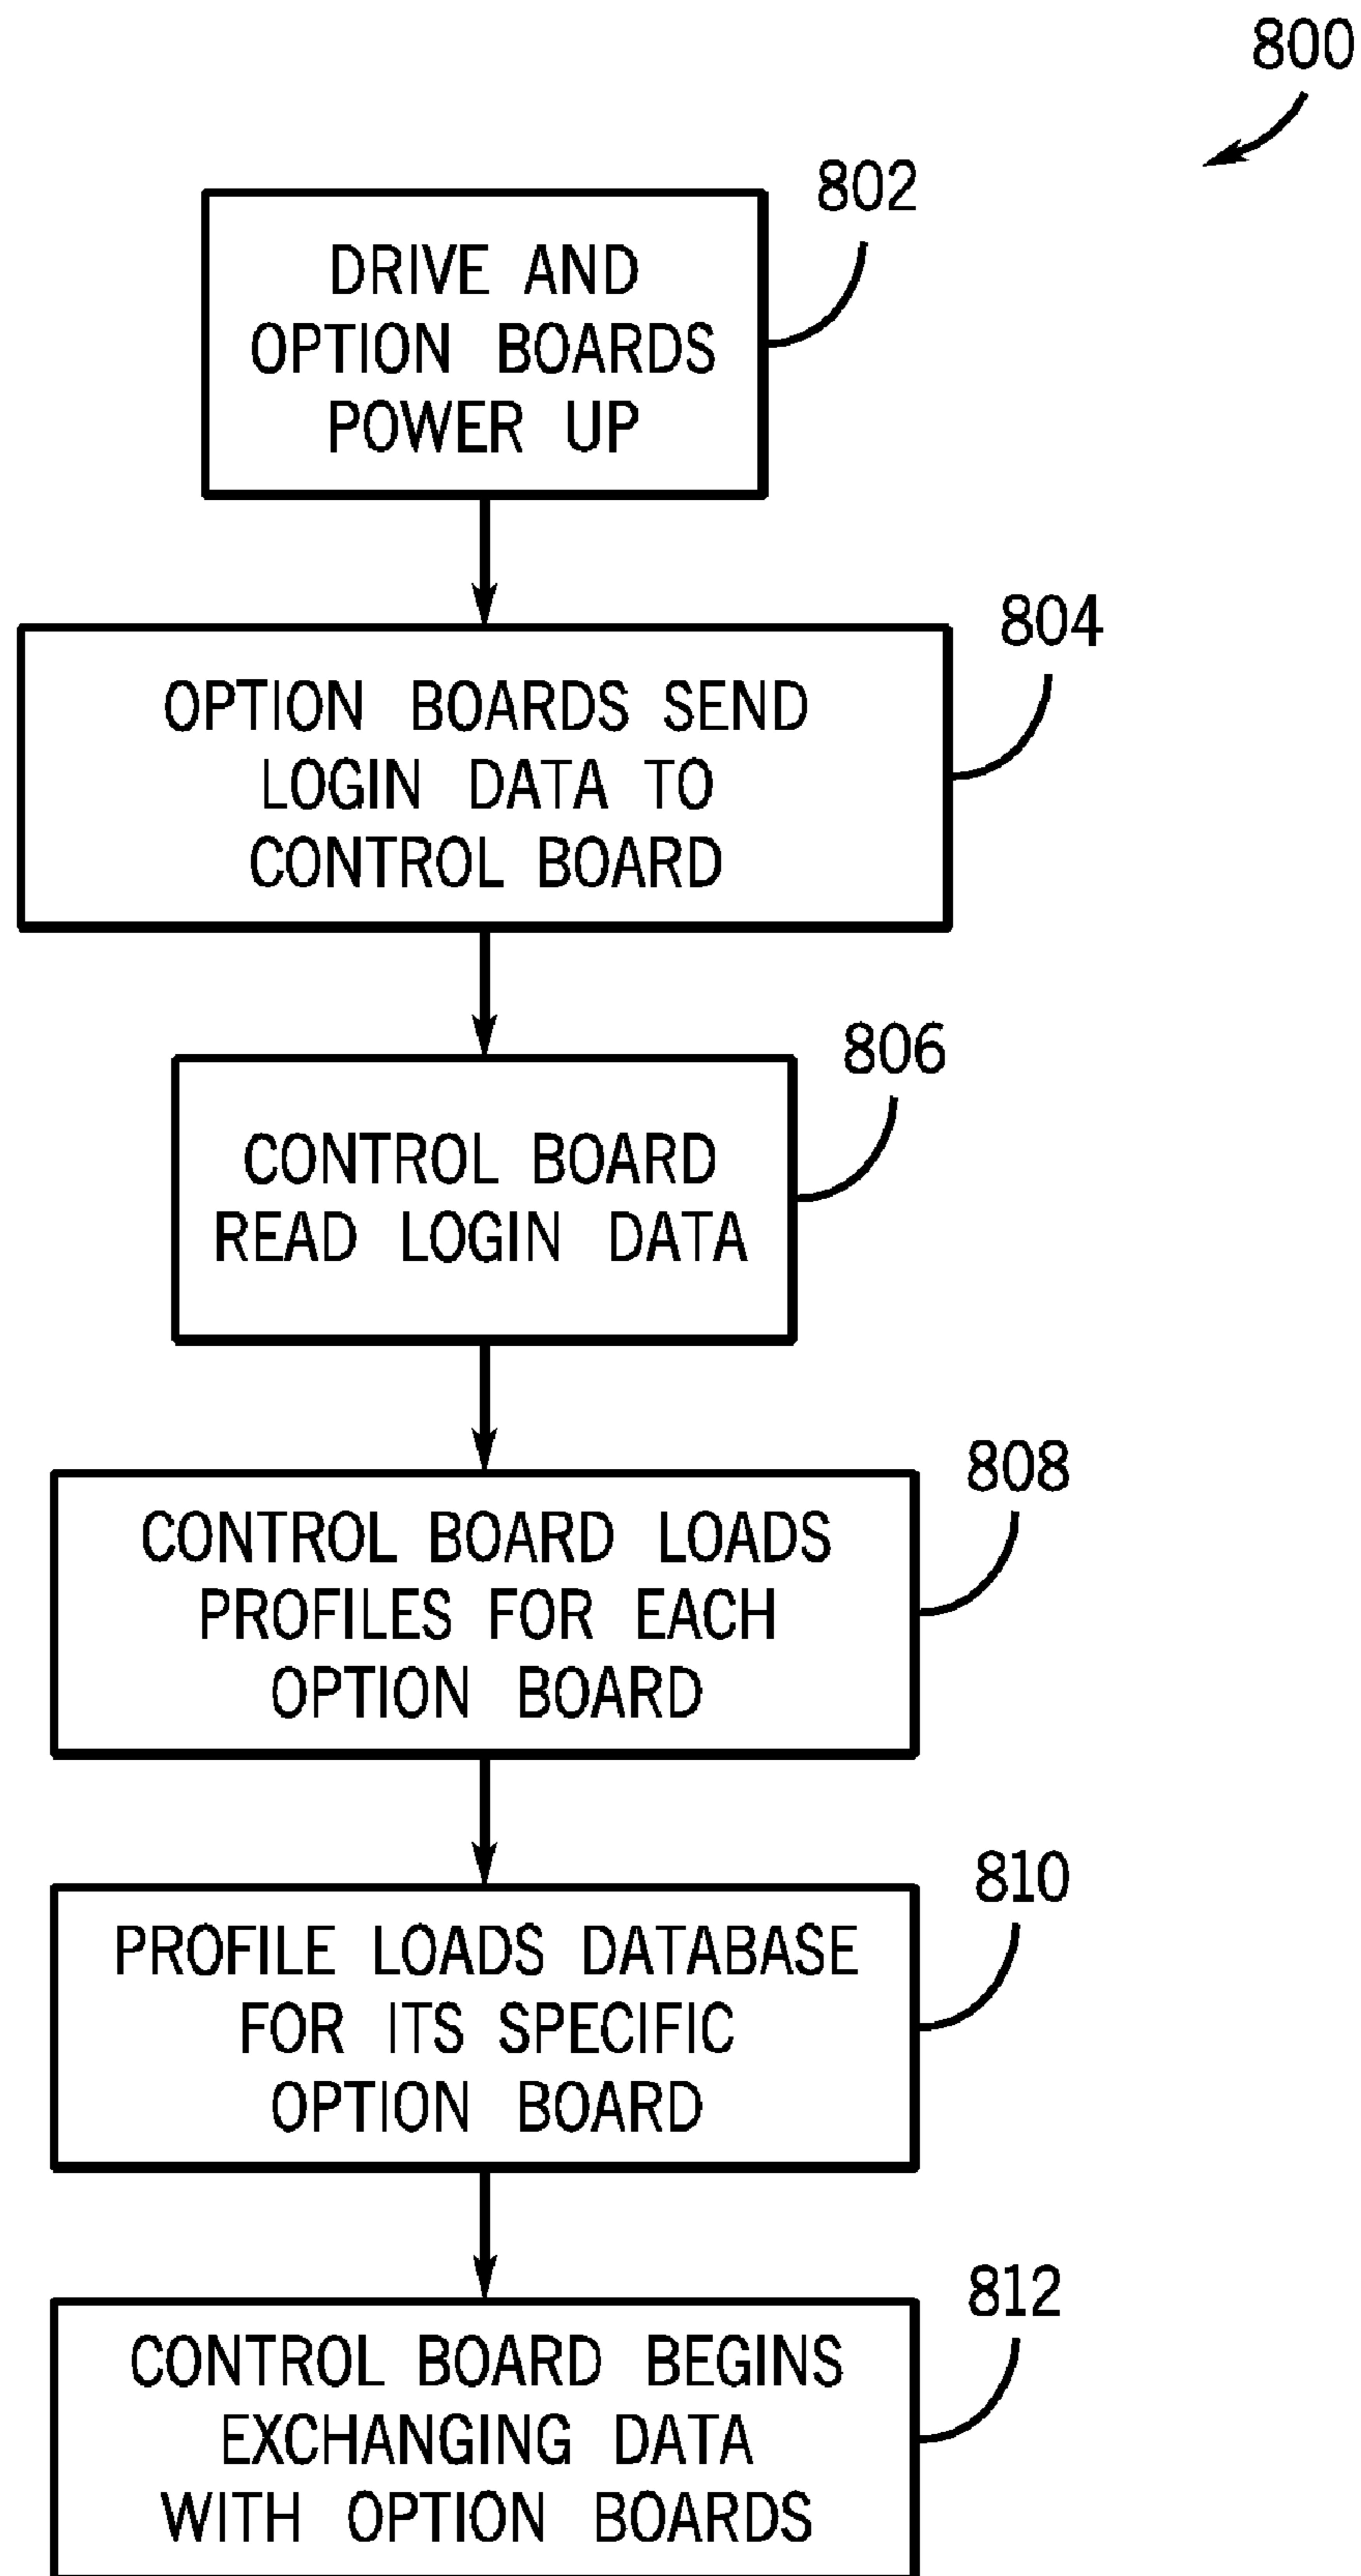 800
802
DRIVE AND
OPTION BOARDS
POWER UP
804
OPTION BOARDS SEND
LOGIN DATA TO
CONTROL BOARD
806
CONTROL BOARD
READ LOGIN DATA
808
CONTROL BOARD LOADS
PROFILES FOR EACH
OPTION BOARD
810
PROFILE LOADS DATABASE
FOR ITS SPECIFIC
OPTION BOARD
812
CONTROL BOARD BEGINS
EXCHANGING DATA
WITH OPTION BOARDS